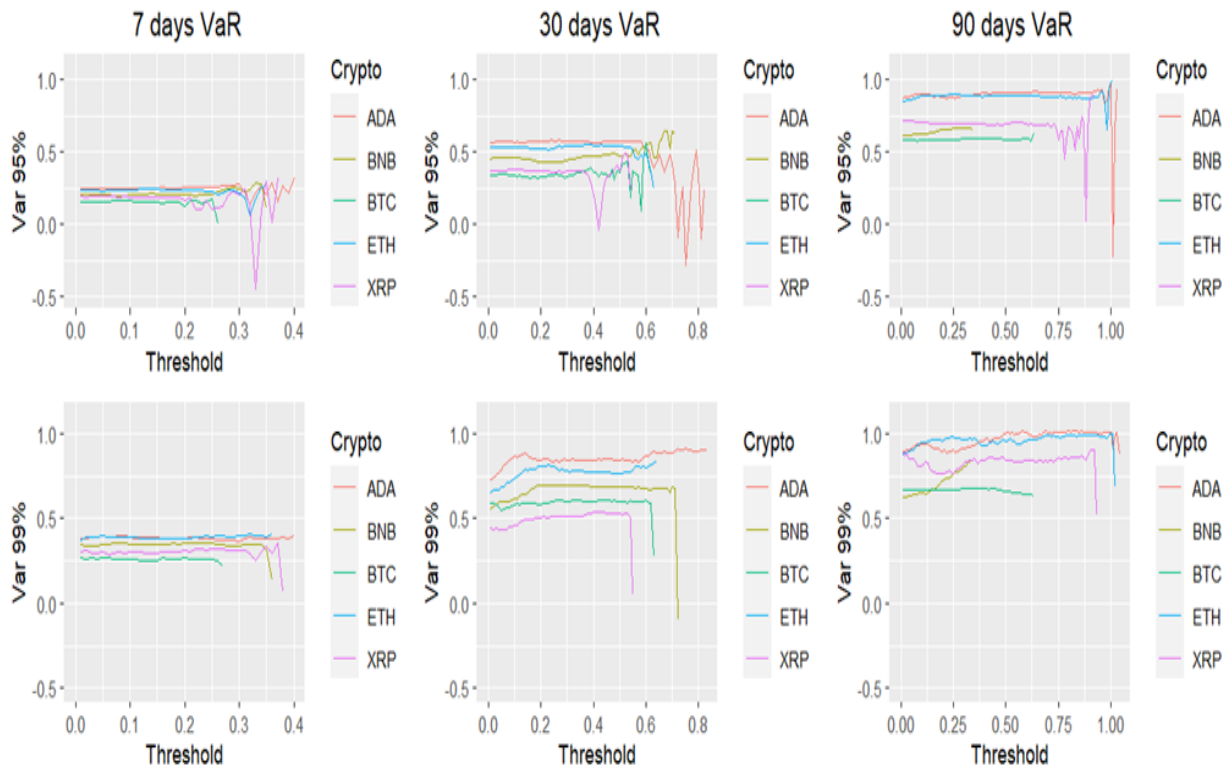 7 days VaR
30 days VaR
90 days VaR
Var 95%
1.0
0.5
0.0
-0.5
0.0
0.1
0.2
0.3
0.4
Threshold
Crypto
ADA
BNB
BTC
ETH
XRP
Var 95%
1.0
0.5
0.0
-0.5
0.0
0.2
0.4
0.6
0.8
Threshold
Crypto
ADA
BNB
BTC
ETH
XRP
Var 95%
1.0
0.5
0.0
-0.5
0.00
0.25
0.50
0.75
1.00
Threshold
Crypto
ADA
BNB
BTC
ETH
XRP
Var 99%
1.0
0.5
0.0
-0.5
0.0
0.1
0.2
0.3
0.4
Threshold
Crypto
ADA
BNB
BTC
ETH
XRP
Var 99%
1.0
0.5
0.0
-0.5
0.0
0.2
0.4
0.6
0.8
Threshold
Crypto
ADA
BNB
BTC
ETH
XRP
Var 99%
1.0
0.5
0.0
-0.5
0.00
0.25
0.50
0.75
1.00
Threshold
Crypto
ADA
BNB
BTC
ETH
XRP